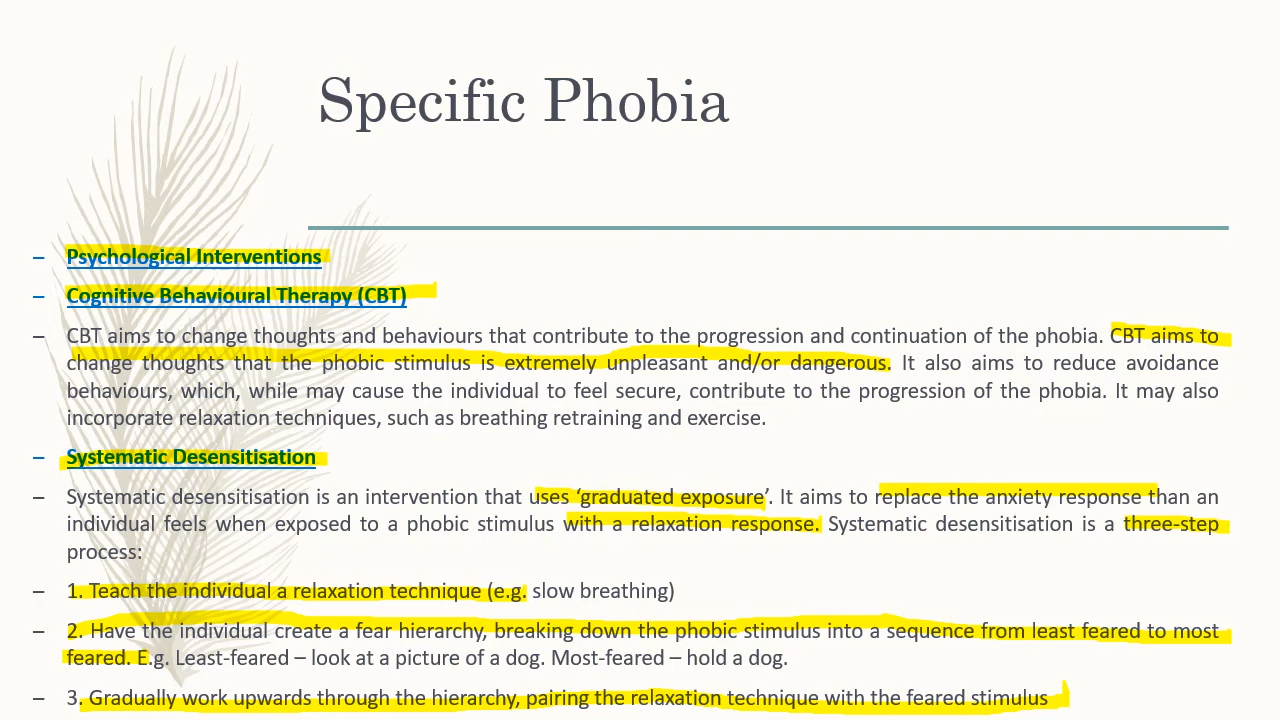 Specific Phobia
– Psychological Interventions
– Cognitive Behavioural Therapy (CBT)
– CBT aims to change thoughts and behaviours that contribute to the progression and continuation of the phobia. CBT aims to
change thoughts that the phobic stimulus is extremely unpleasant and/or dangerous. It also aims to reduce avoidance
behaviours, which, while may cause the individual to feel secure, contribute to the progression of the phobia. It may also
incorporate relaxation techniques, such as breathing retraining and exercise.
– Systematic Desensitisation
– Systematic desensitisation is an intervention that uses ‘graduated exposure’. It aims to replace the anxiety response than an
individual feels when exposed to a phobic stimulus with a relaxation response. Systematic desensitisation is a three-step
process:
– 1. Teach the individual a relaxation technique (e.g. slow breathing)
– 2. Have the individual create a fear hierarchy, breaking down the phobic stimulus into a sequence from least feared to most
feared. E.g. Least-feared – look at a picture of a dog. Most-feared – hold a dog.
– 3. Gradually work upwards through the hierarchy, pairing the relaxation technique with the feared stimulus